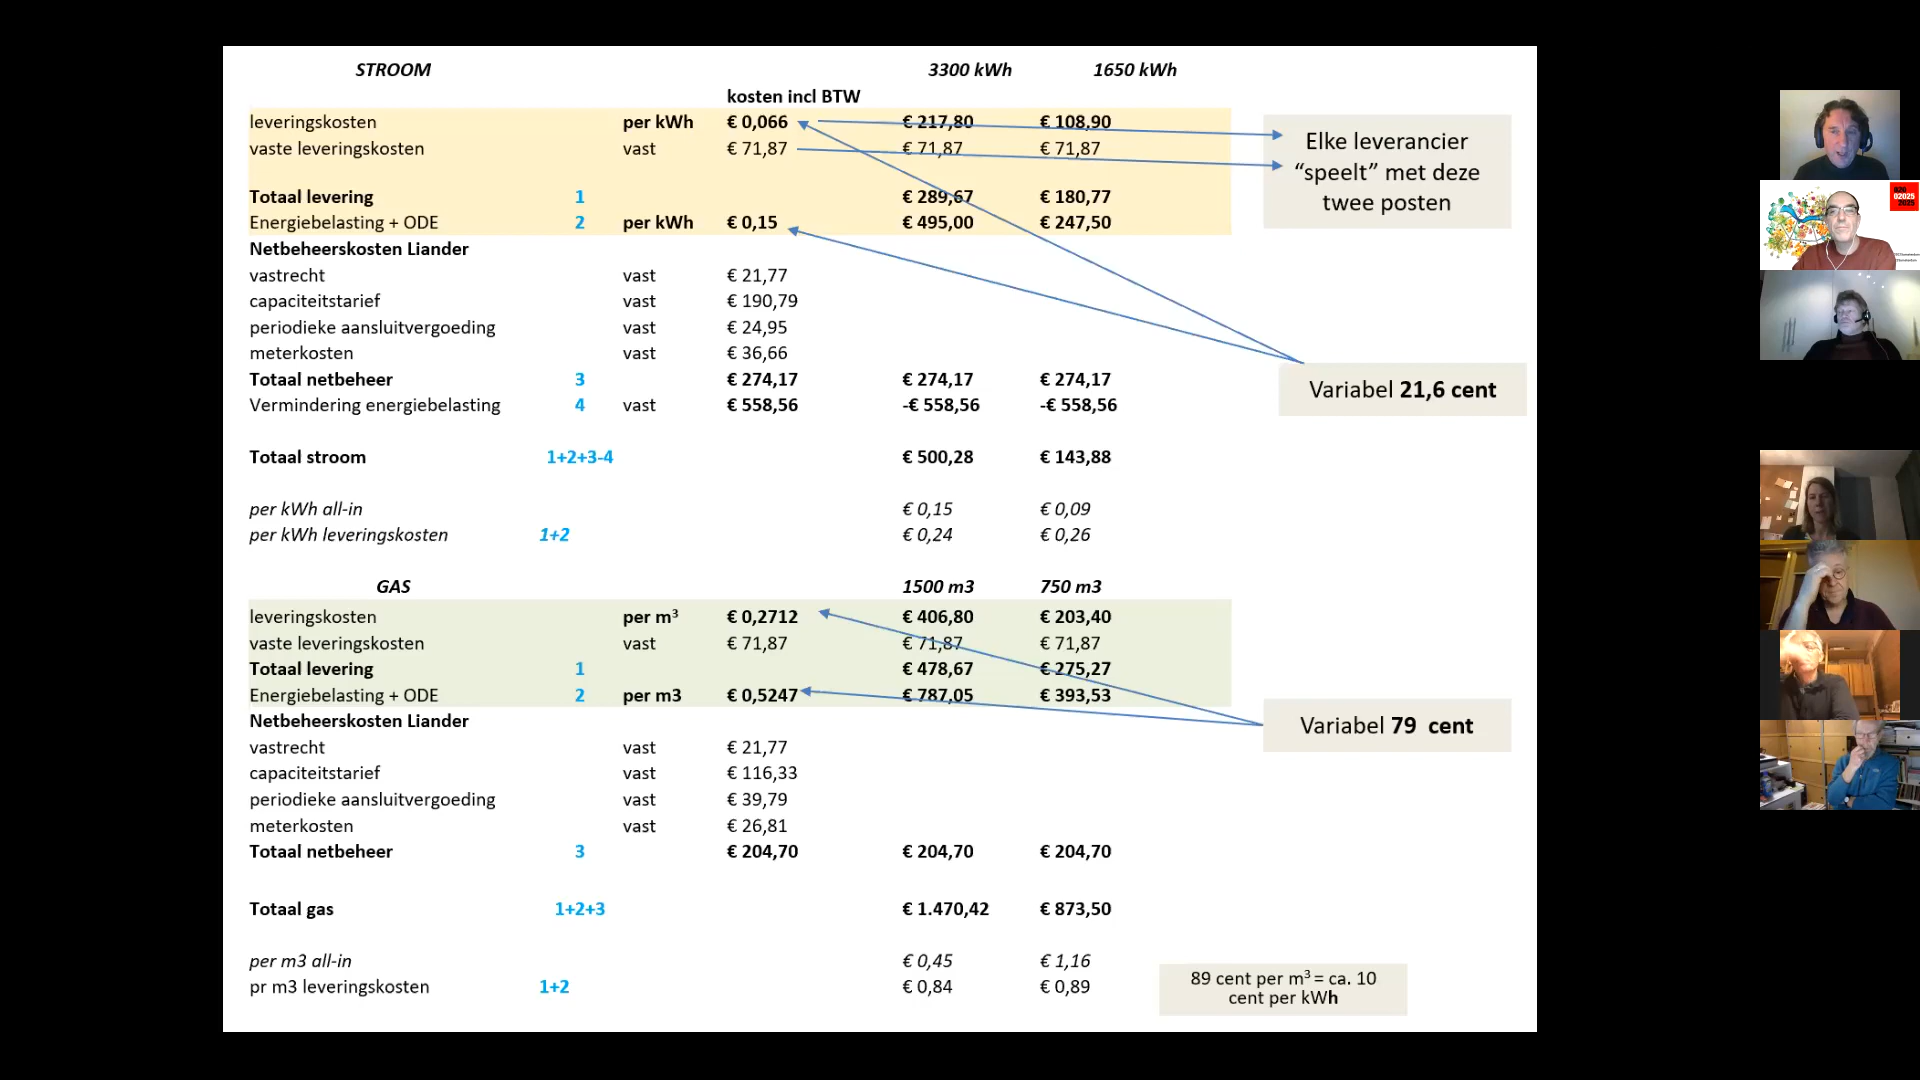 STROOM 3300 kWh 1650 kWh
kosten incl BTW
leveringskosten per kWh € 0,066 € 217,80 € 108,90
vaste leveringskosten vast € 71,87 € 71,87 € 71,87
Totaal levering 1 € 289,67 € 180,77
Energiebelasting + ODE 2 per kWh € 0,15 € 495,00 € 247,50
Netbeheerskosten Liander
vastrecht vast € 21,77
capaciteitstarief vast € 190,79
periodieke aansluitvergoeding vast € 24,95
meterkosten vast € 36,66
Totaal netbeheer 3 € 274,17 € 274,17 € 274,17
Vermindering energiebelasting 4 vast € 558,56 -€ 558,56 -€ 558,56
Totaal stroom 1+2+3-4 € 500,28 € 143,88
per kWh all-in € 0,15 € 0,09
per kWh leveringskosten 1+2 € 0,24 € 0,26
Elke leverancier
“speelt” met deze
twee posten
Variabel 21,6 cent
GAS 1500 m3 750 m3
leveringskosten per m³ € 0,2712 € 406,80 € 203,40
vaste leveringskosten vast € 71,87 € 71,87 € 71,87
Totaal levering 1 € 478,67 € 275,27
Energiebelasting + ODE 2 per m3 € 0,5247 € 787,05 € 393,53
Netbeheerskosten Liander
vastrecht vast € 21,77
capaciteitstarief vast € 116,33
periodieke aansluitvergoeding vast € 39,79
meterkosten vast € 26,81
Totaal netbeheer 3 € 204,70 € 204,70 € 204,70
Totaal gas 1+2+3 € 1.470,42 € 873,50
per m3 all-in € 0,45 € 1,16
pr m3 leveringskosten 1+2 € 0,84 € 0,89
Variabel 79 cent
89 cent per m³ = ca. 10
cent per kWh
02025